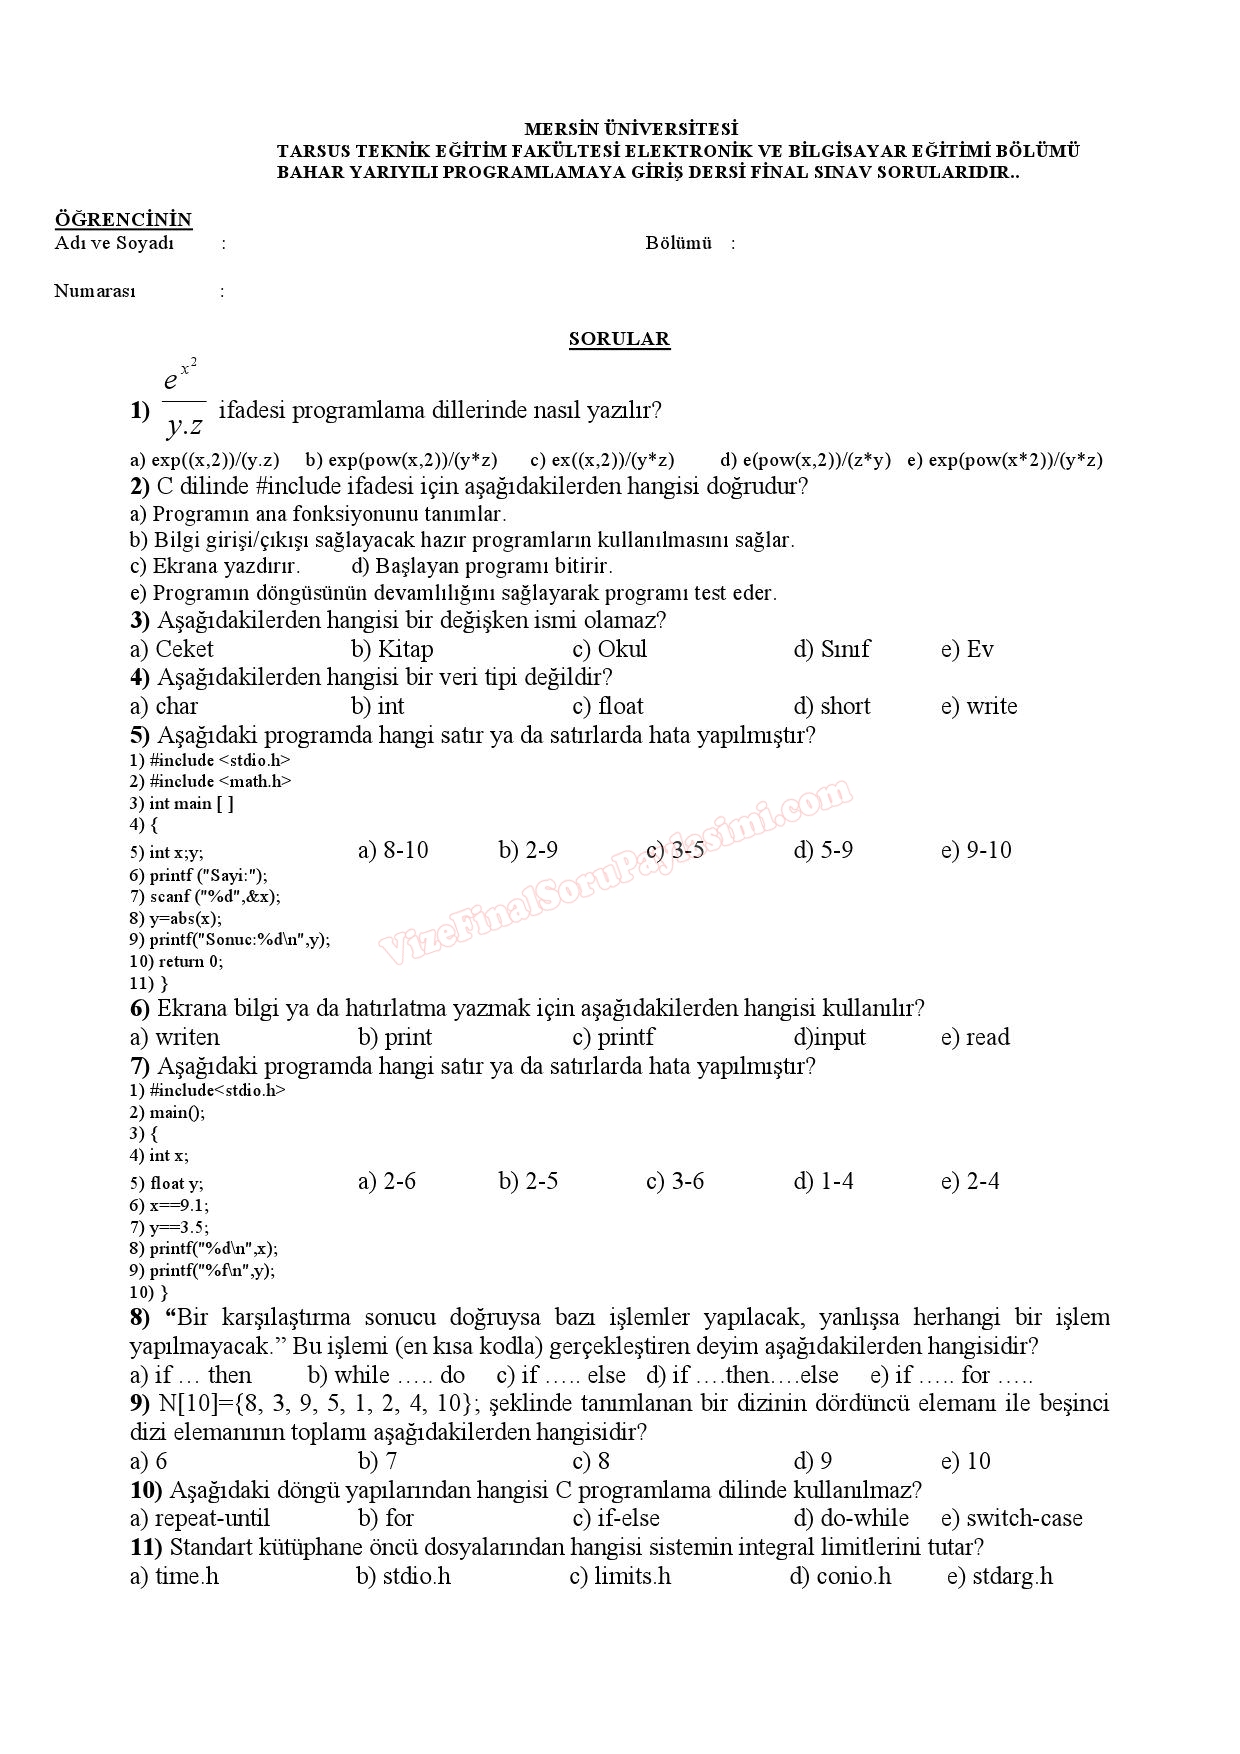 MERSİN ÜNİVERSİTESİ
TARSUS TEKNİK EĞİTİM FAKÜLTESİ ELEKTRONİK VE BİLGİSAYAR EĞİTİMİ BÖLÜMÜ
BAHAR YARIYILI PROGRAMLAMAYA GİRİŞ DERSİ FİNAL SINAV SORULARIDIR..
ÖĞRENCİNİN
Adı ve Soyadı : Bölümü :
Numarası :
SORULAR
1) e^x^2 / y.z ifadesi programlama dillerinde nasıl yazılır?
a) exp((x,2))/(y.z) b) exp(pow(x,2))/(y*z) c) ex((x,2))/(y*z) d) e(pow(x,2))/(z*y) e) exp(pow(x*2))/(y*z)
2) C dilinde #include ifadesi için aşağıdakilerden hangisi doğrudur?
a) Programın ana fonksiyonunu tanımlar.
b) Bilgi girişi/çıkışı sağlayacak hazır programların kullanılmasını sağlar.
c) Ekrana yazdırır. d) Başlayan programı bitirir.
e) Programın döngüsünün devamlılığını sağlayarak programı test eder.
3) Aşağıdakilerden hangisi bir değişken ismi olamaz?
a) Ceket b) Kitap c) Okul d) Sınıf e) Ev
4) Aşağıdakilerden hangisi bir veri tipi değildir?
a) char b) int c) float d) short e) write
5) Aşağıdaki programda hangi satır ya da satırlarda hata yapılmıştır?
1) #include <stdio.h>
2) #include <math.h>
3) int main [ ]
4) {
5) int x;y; a) 8-10 b) 2-9 c) 3-5 d) 5-9 e) 9-10
6) printf ("Sayi:");
7) scanf ("%d",&x);
8) y=abs(x);
9) printf("Sonuc:%d\n",y);
10) return 0;
11) }
VizeFinalSoruPaylasimi.com
6) Ekrana bilgi ya da hatırlatma yazmak için aşağıdakilerden hangisi kullanılır?
a) writen b) print c) printf d)input e) read
7) Aşağıdaki programda hangi satır ya da satırlarda hata yapılmıştır?
1) #include<stdio.h>
2) main();
3) {
4) int x;
5) float y; a) 2-6 b) 2-5 c) 3-6 d) 1-4 e) 2-4
6) x==9.1;
7) y==3.5;
8) printf("%d\n",x);
9) printf("%f\n",y);
10) }
8) “Bir karşılaştırma sonucu doğruysa bazı işlemler yapılacak, yanlışsa herhangi bir işlem
yapılmayacak.” Bu işlemi (en kısa kodla) gerçekleştiren deyim aşağıdakilerden hangisidir?
a) if … then b) while ….. do c) if ….. else d) if ….then….else e) if ….. for …..
9) N[10]={8, 3, 9, 5, 1, 2, 4, 10}; şeklinde tanımlanan bir dizinin dördüncü elemanı ile beşinci
dizi elemanının toplamı aşağıdakilerden hangisidir?
a) 6 b) 7 c) 8 d) 9 e) 10
10) Aşağıdaki döngü yapılarından hangisi C programlama dilinde kullanılmaz?
a) repeat-until b) for c) if-else d) do-while e) switch-case
11) Standart kütüphane öncü dosyalarından hangisi sistemin integral limitlerini tutar?
a) time.h b) stdio.h c) limits.h d) conio.h e) stdarg.h